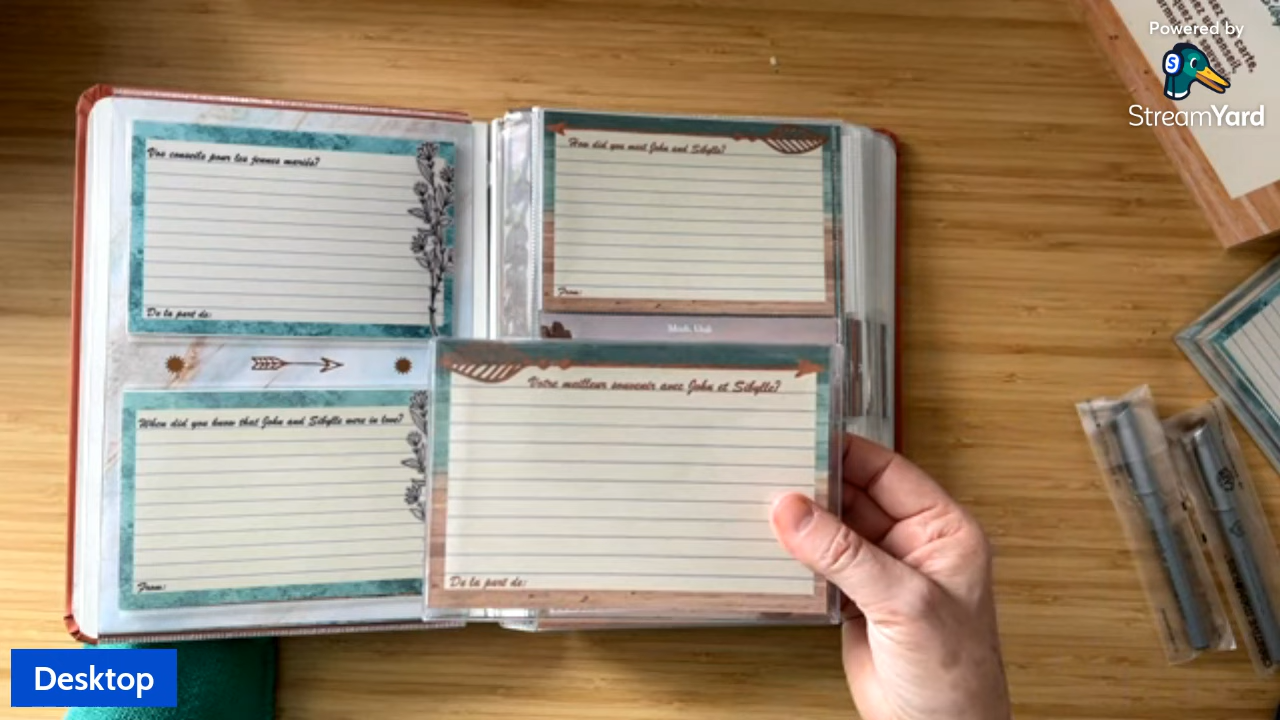 Vos conseils pour les jeunes mariés?
De la part de:
When did you know that John and Sibylle were in love?
From:
How did you meet John and Sibylle?
From:
Votre meilleur souvenir avec John et Sibylle?
De la part de:
carte.
conseil,
Powered by
StreamYard
Desktop